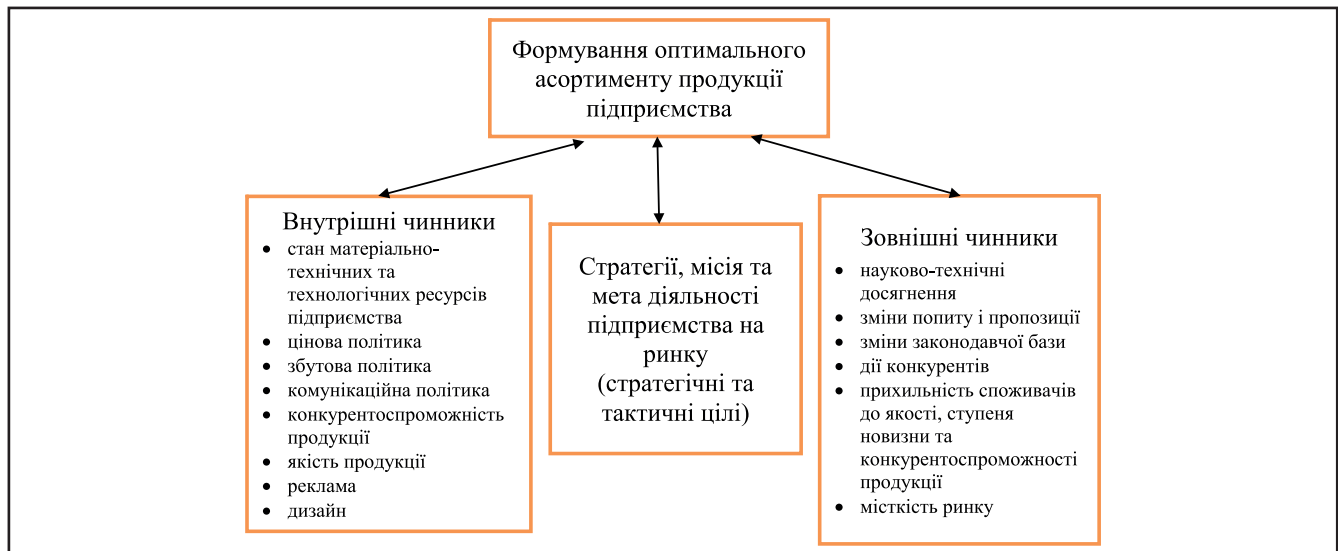 Формування оптимального
асортименту продукції
підприємства
Внутрішні чинники
• стан матеріально-
технічних та
технологічних ресурсів
підприємства
• цінова політика
• збутова політика
• комунікаційна політика
• конкурентоспроможність
продукції
• якість продукції
• реклама
• дизайн
Стратегії, місія та
мета діяльності
підприємства на
ринку
(стратегічні та
тактичні цілі)
Зовнішні чинники
• науково-технічні
досягнення
• зміни попиту і пропозиції
• зміни законодавчої бази
• дії конкурентів
• прихильність споживачів
до якості, ступеня
новизни та
конкурентоспроможності
продукції
• місткість ринку